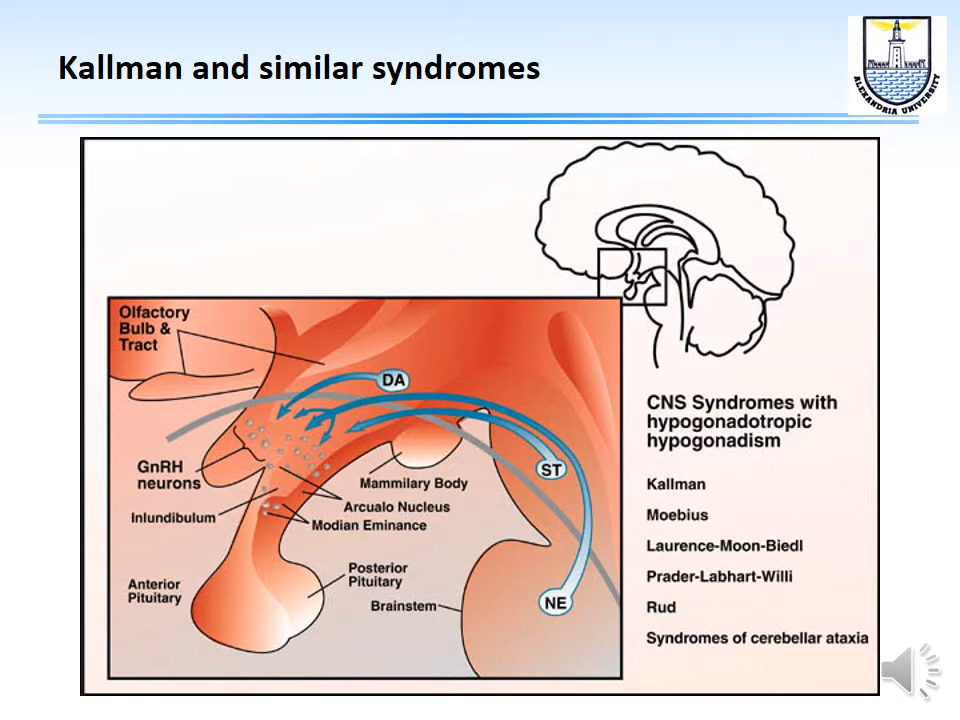 Kallman and similar syndromes
ALEXANDRIA UNIVERSITY
Olfactory
Bulb &
Tract
DA
GnRH
neurons
Inlundibulum
Mammilary Body
Arcualo Nucleus
Modian Eminance
ST
Anterior
Pituitary
Posterior
Pituitary
Brainstem
NE
CNS Syndromes with
hypogonadotropic
hypogonadism
Kallman
Moebius
Laurence-Moon-Biedl
Prader-Labhart-Willi
Rud
Syndromes of cerebellar ataxia